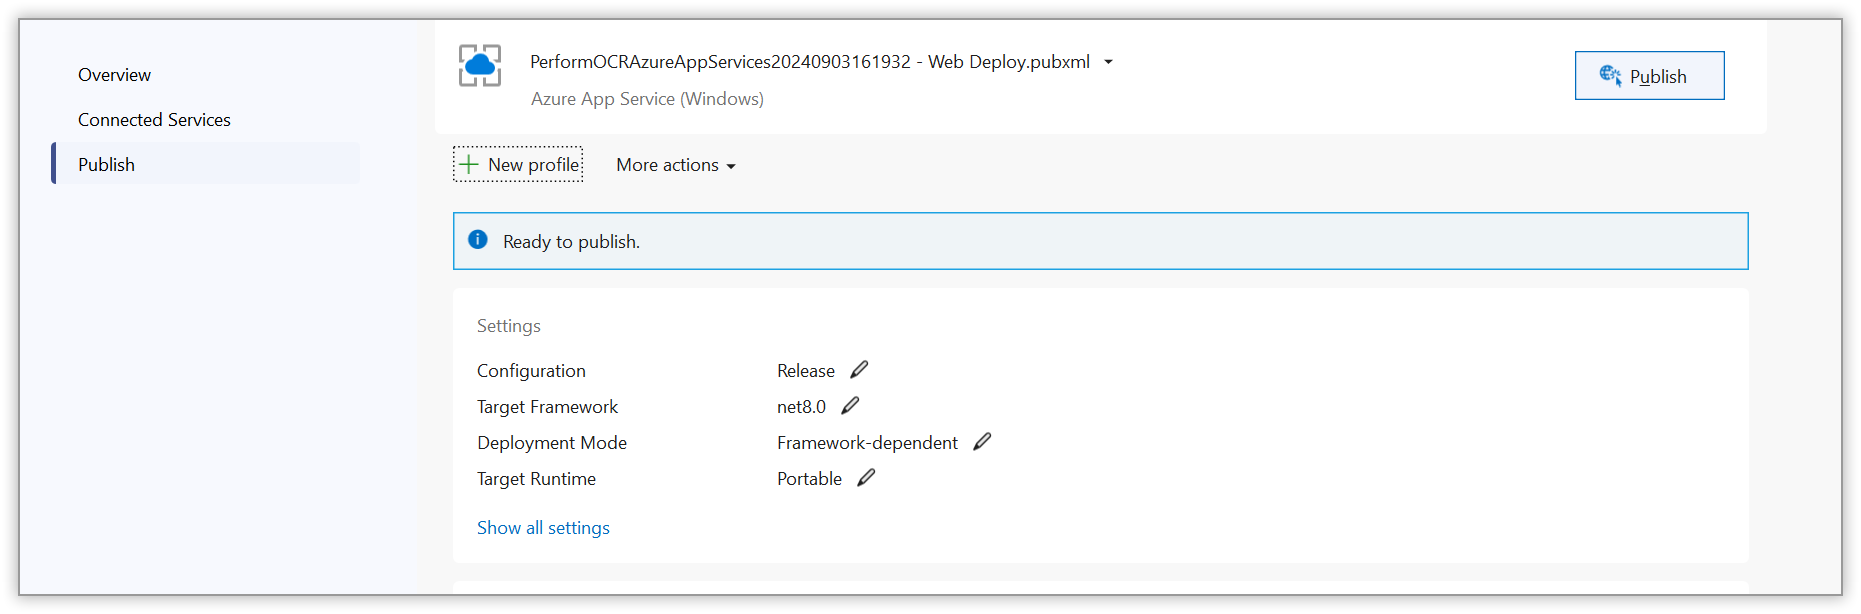 Overview
Connected Services
Publish
PerformOCRAzureAppServices20240903161932 - Web Deploy.pubxml
Azure App Service (Windows)
Publish
New profile
More actions
Ready to publish.
Settings
Configuration Release
Target Framework net8.0
Deployment Mode Framework-dependent
Target Runtime Portable
Show all settings